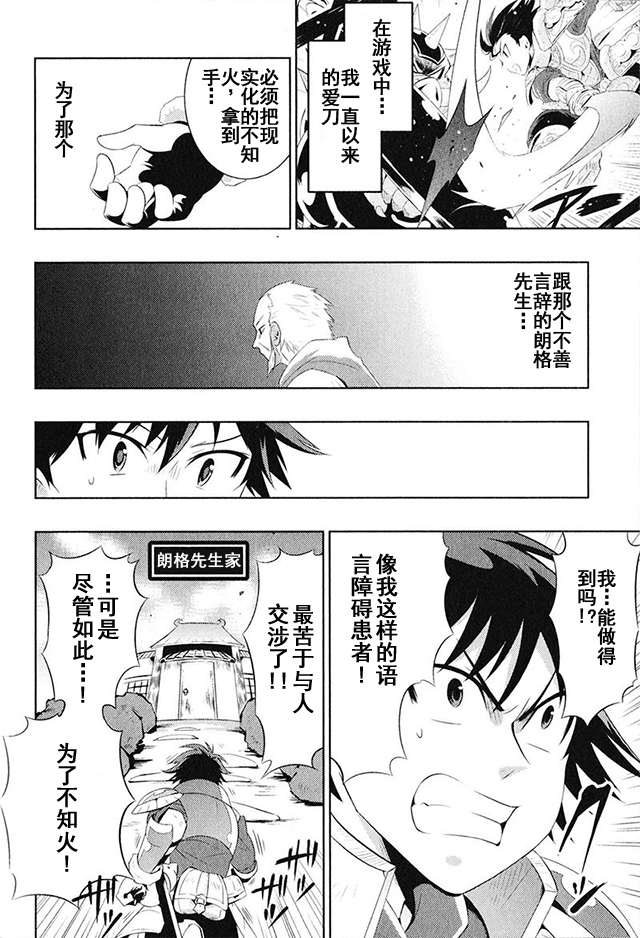 在游戏中…
我一直以来
的爱刀
必须把现
实化的不知
火，拿到
手…
为了那个
跟那个不善
言辞的朗格
先生…
我…能做得
到吗！?
像我这样的语
言障碍患者！
朗格先生家
最苦于与人
交涉了！！
…可是
尽管如此…！
为了不知火！